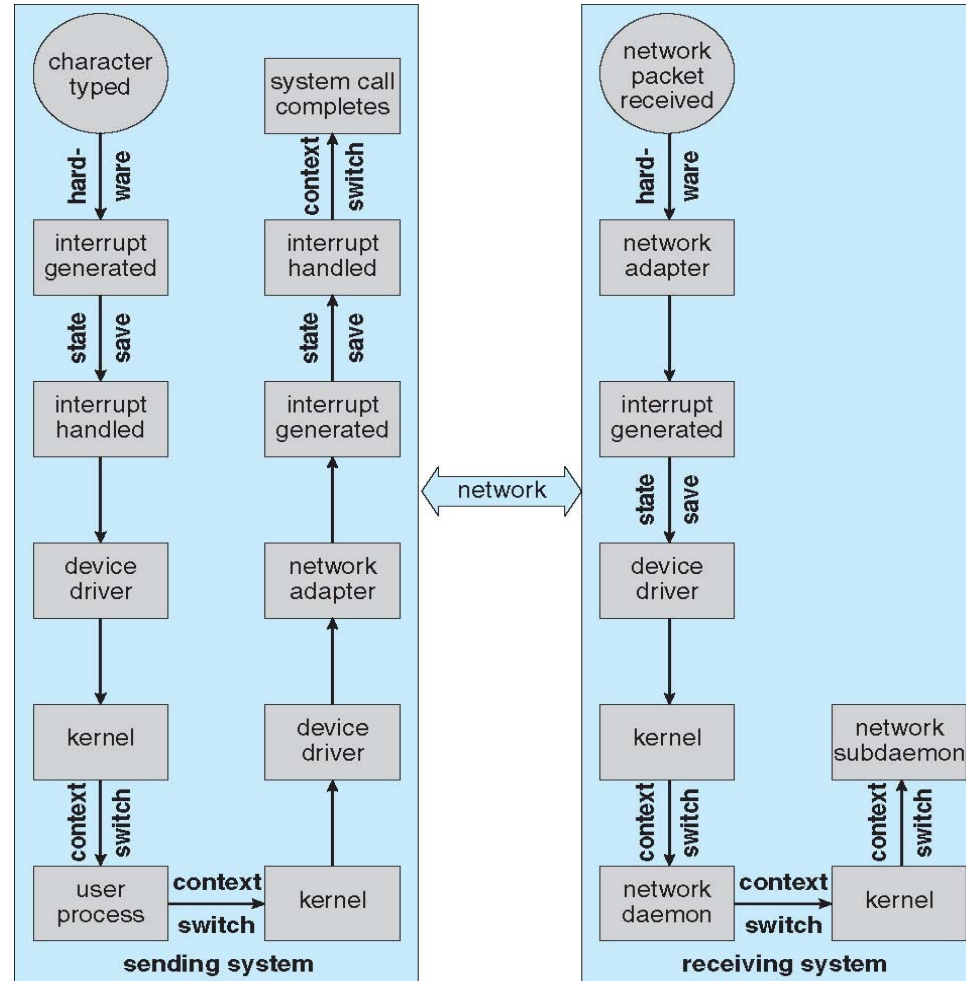 character
typed
hard-
ware
interrupt
generated
state
save
interrupt
handled
device
driver
kernel
context
switch
user
process
context
switch
kernel
device
driver
network
adapter
interrupt
generated
state
save
interrupt
handled
context
switch
system call
completes
sending system
network
network
packet
received
hard-
ware
network
adapter
interrupt
generated
state
save
device
driver
kernel
context
switch
network
daemon
context
switch
kernel
context
switch
network
subdaemon
receiving system